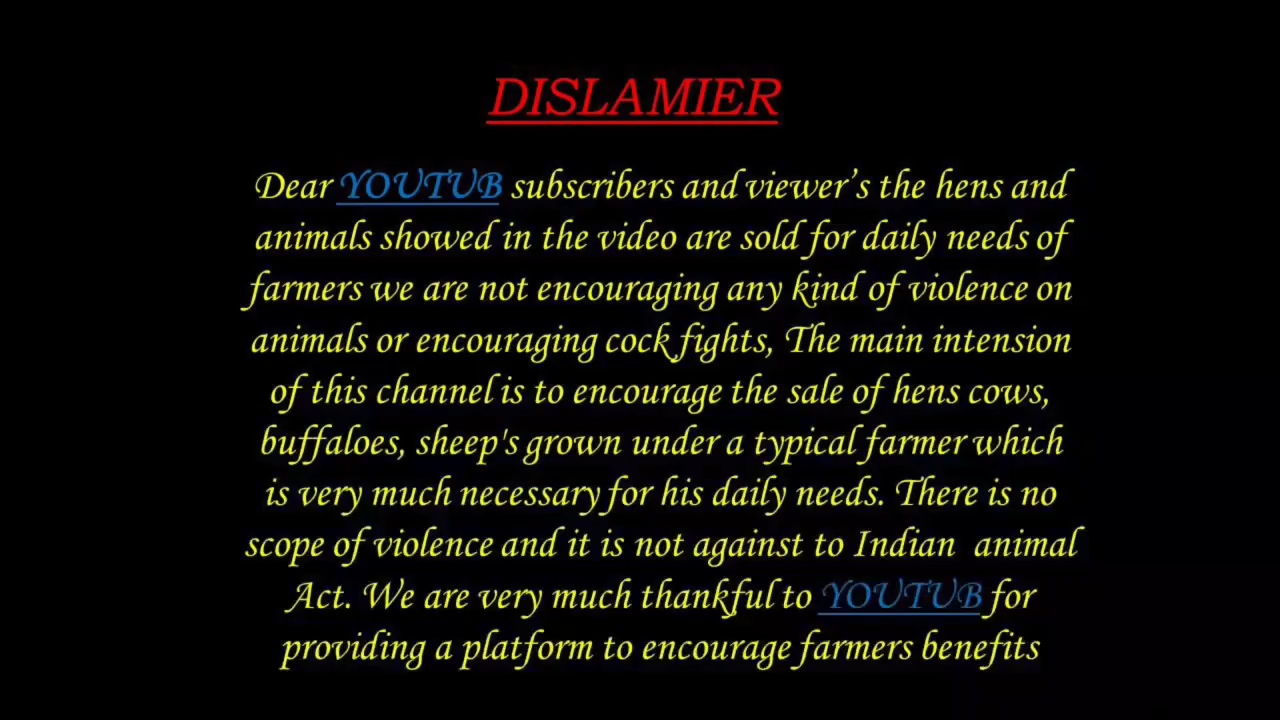 DISLAMIER
Dear YOUTUB subscribers and viewer’s the hens and
animals showed in the video are sold for daily needs of
farmers we are not encouraging any kind of violence on
animals or encouraging cock fights, The main intension
of this channel is to encourage the sale of hens cows,
buffaloes, sheep's grown under a typical farmer which
is very much necessary for his daily needs. There is no
scope of violence and it is not against to Indian animal
Act. We are very much thankful to YOUTUB for
providing a platform to encourage farmers benefits